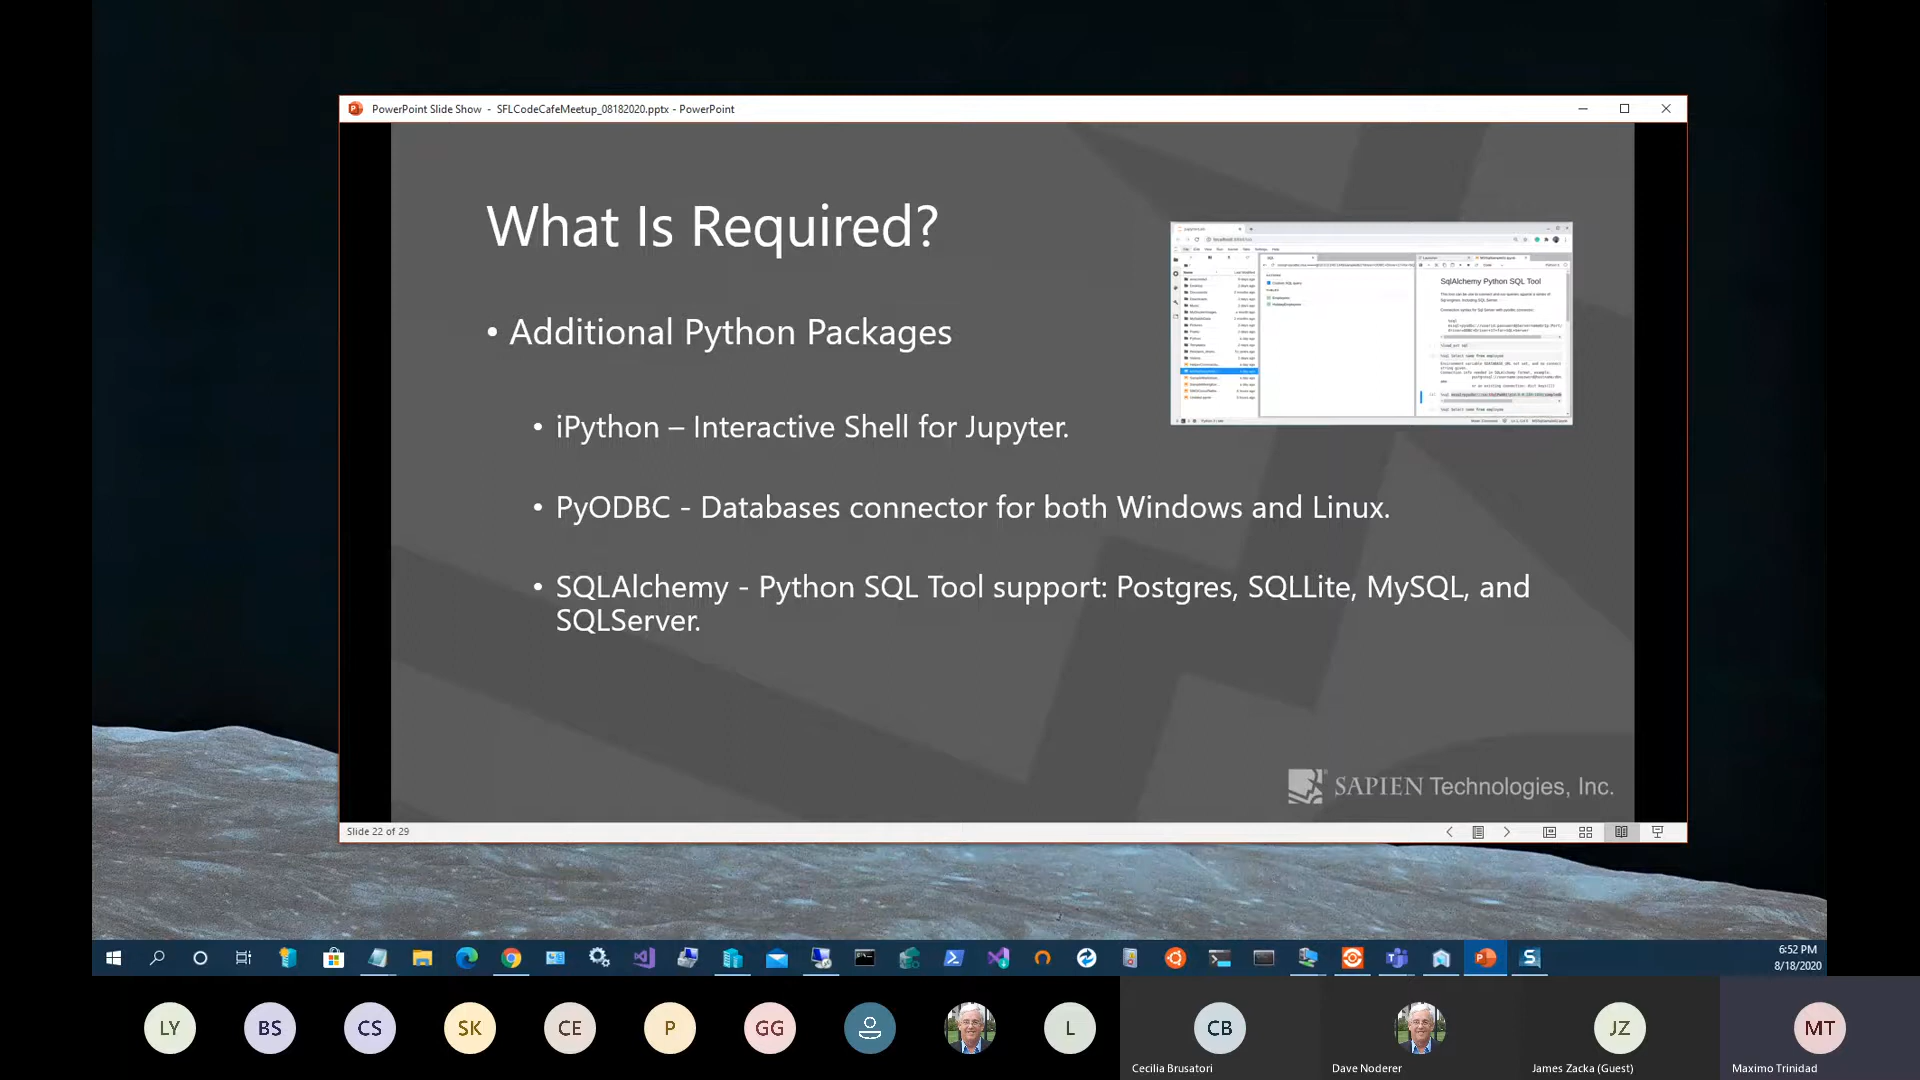 PowerPoint Slide Show - SFLCodeCafeMeetup_08182020.pptx - PowerPoint
What Is Required?
• Additional Python Packages
• iPython – Interactive Shell for Jupyter.
• PyODBC - Databases connector for both Windows and Linux.
• SQLAlchemy - Python SQL Tool support: Postgres, SQLLite, MySQL, and
SQLServer.
SqlAlchemy Python SQL Tool
SAPIEN Technologies, Inc.
Slide 22 of 29
6:52 PM
8/18/2020
LY
BS
CS
SK
CE
P
GG
L
CB
JZ
MT
Cecilia Brusatori
Dave Noderer
James Zacka (Guest)
Maximo Trinidad